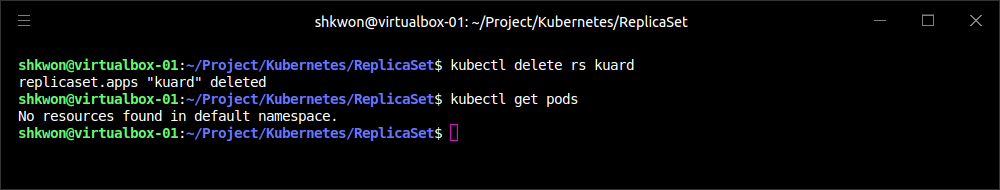 shkwon@virtualbox-01: ~/Project/Kubernetes/ReplicaSet
shkwon@virtualbox-01:~/Project/Kubernetes/ReplicaSet$ kubectl delete rs kuard
replicaset.apps "kuard" deleted
shkwon@virtualbox-01:~/Project/Kubernetes/ReplicaSet$ kubectl get pods
No resources found in default namespace.
shkwon@virtualbox-01:~/Project/Kubernetes/ReplicaSet$